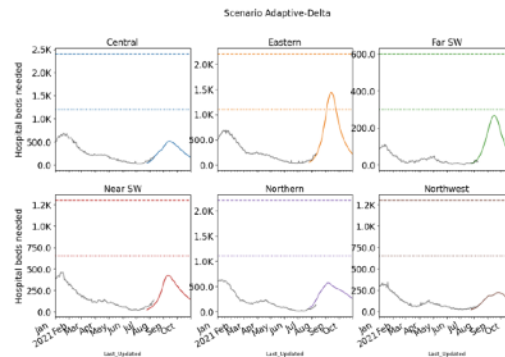 Scenario Adaptive-Delta
Central
Eastern
Far SW
Hospital beds needed
2.5K
2.0K
1.5K
1.0K
500.0
0.0
2.0K
1.5K
1.0K
500.0
0.0
600.0
400.0
200.0
0.0
Near SW
Northern
Northwest
Hospital beds needed
1.2K
1.0K
750.0
500.0
250.0
0.0
2.0K
1.5K
1.0K
500.0
0.0
1.2K
1.0K
750.0
500.0
250.0
0.0
Jan 2021 Feb Mar Apr May Jun Jul Aug Sep Oct
Jan 2021 Feb Mar Apr May Jun Jul Aug Sep Oct
Jan 2021 Feb Mar Apr May Jun Jul Aug Sep Oct
Last_Updated
Last_Updated
Last_Updated